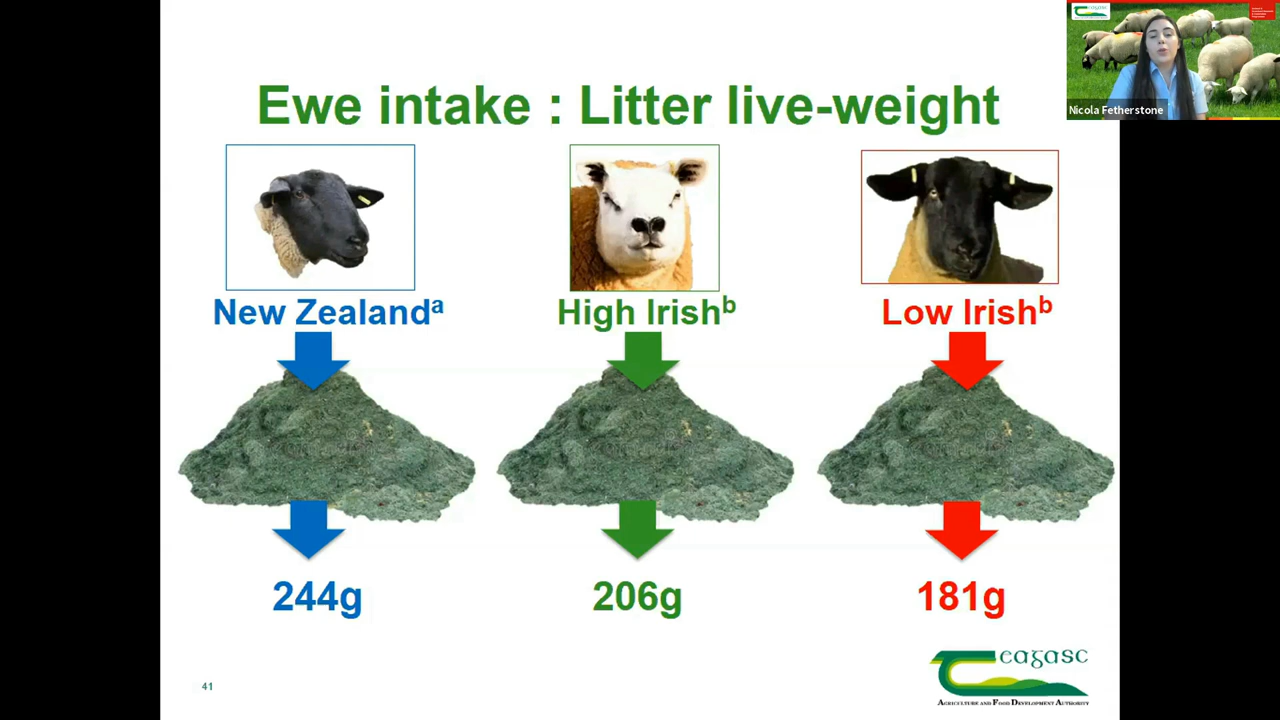 Ewe intake : Litter live-weight
Nicola Fetherstone
New Zealandᵃ
High Irishᵇ
Low Irishᵇ
244g
206g
181g
41
Teagasc
AGRICULTURE AND FOOD DEVELOPMENT AUTHORITY